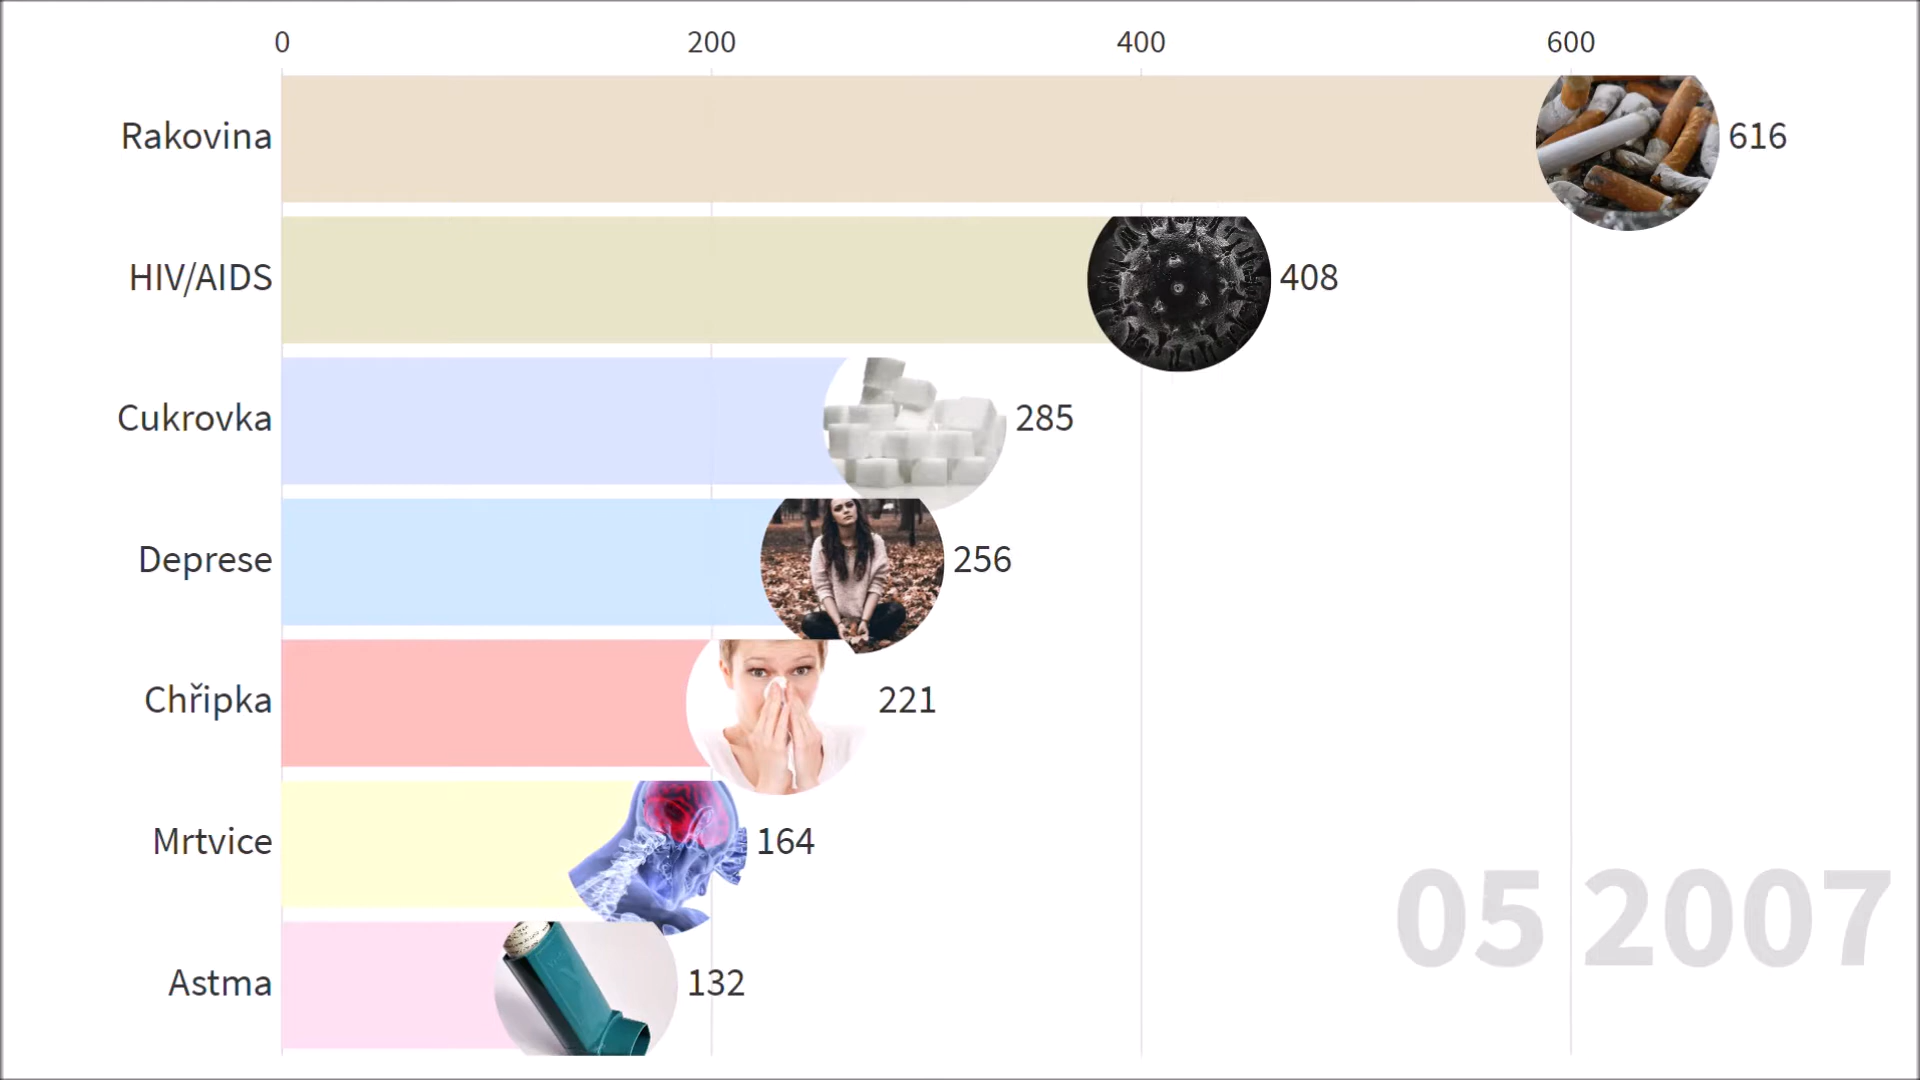 0 200 400 600
Rakovina 616
HIV/AIDS 408
Cukrovka 285
Deprese 256
Chřipka 221
Mrtvice 164
Astma 132
05 2007